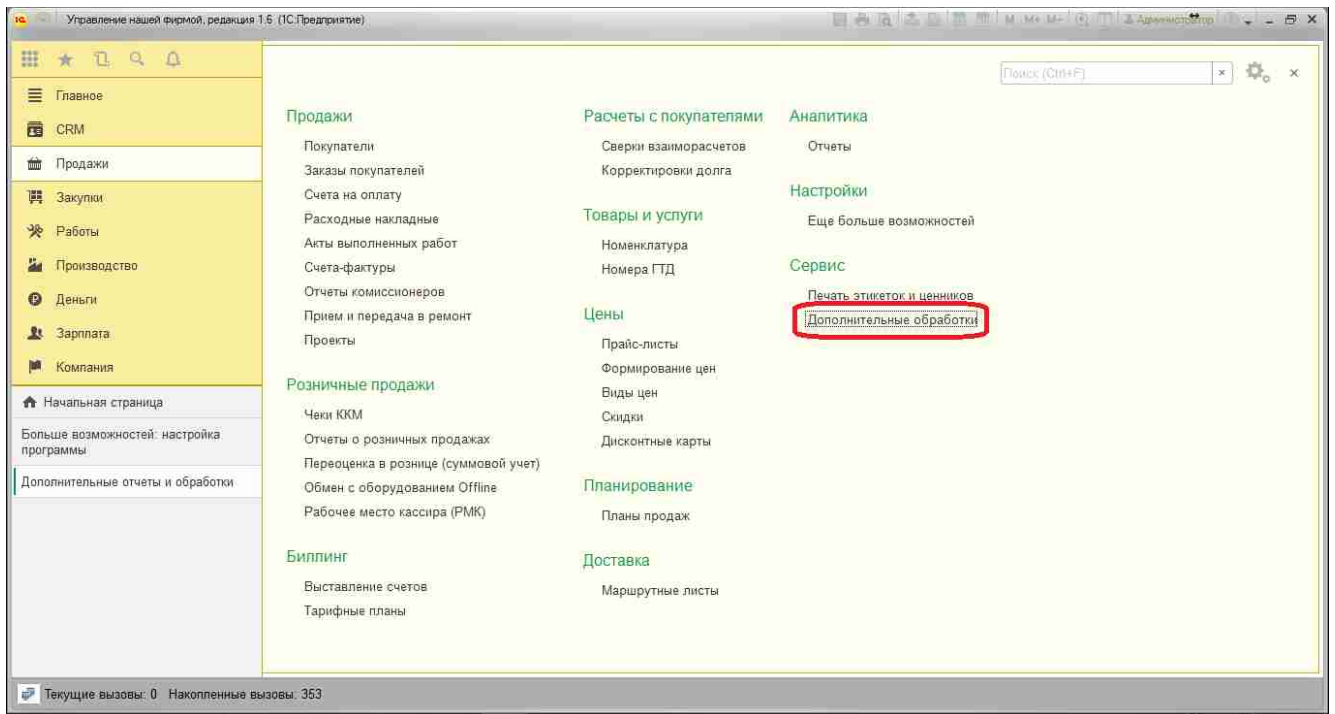 1С
Управление нашей фирмой, редакция 1.6 (1С:Предприятие)
M M+ M-
Администратор
Главное
CRM
Продажи
Закупки
Работы
Производство
Деньги
Зарплата
Компания
Начальная страница
Больше возможностей: настройка
программы
Дополнительные отчеты и обработки
Поиск (Ctrl+F)
Продажи
Покупатели
Заказы покупателей
Счета на оплату
Расходные накладные
Акты выполненных работ
Счета-фактуры
Отчеты комиссионеров
Прием и передача в ремонт
Проекты
Розничные продажи
Чеки ККМ
Отчеты о розничных продажах
Переоценка в рознице (суммовой учет)
Обмен с оборудованием Offline
Рабочее место кассира (РМК)
Биллинг
Выставление счетов
Тарифные планы
Расчеты с покупателями
Сверки взаиморасчетов
Корректировки долга
Товары и услуги
Номенклатура
Номера ГТД
Цены
Прайс-листы
Формирование цен
Виды цен
Скидки
Дисконтные карты
Планирование
Планы продаж
Доставка
Маршрутные листы
Аналитика
Отчеты
Настройки
Еще больше возможностей
Сервис
Печать этикеток и ценников
Дополнительные обработки
Текущие вызовы: 0 Накопленные вызовы: 353